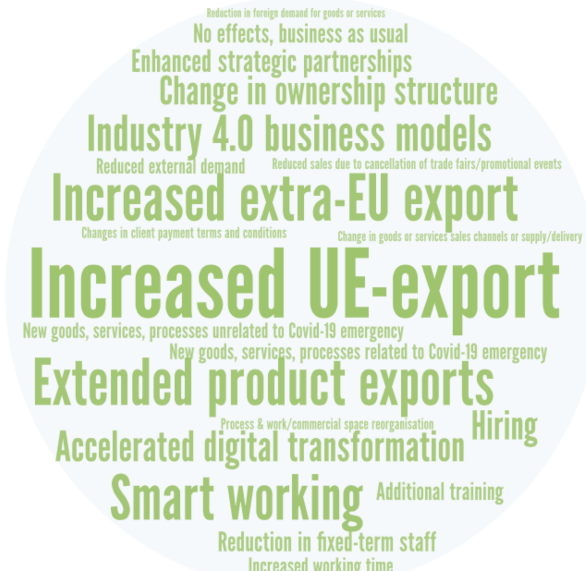 Reduction in foreign demand for goods or services
No effects, business as usual
Enhanced strategic partnerships
Change in ownership structure
Industry 4.0 business models
Reduced external demand
Reduced sales due to cancellation of trade fairs/promotional events
Increased extra-EU export
Changes in client payment terms and conditions
Change in goods or services sales channels or supply/delivery
Increased UE-export
New goods, services, processes unrelated to Covid-19 emergency
New goods, services, processes related to Covid-19 emergency
Extended product exports
Process & work/commercial space reorganisation
Hiring
Accelerated digital transformation
Smart working
Additional training
Reduction in fixed-term staff
Increased working time